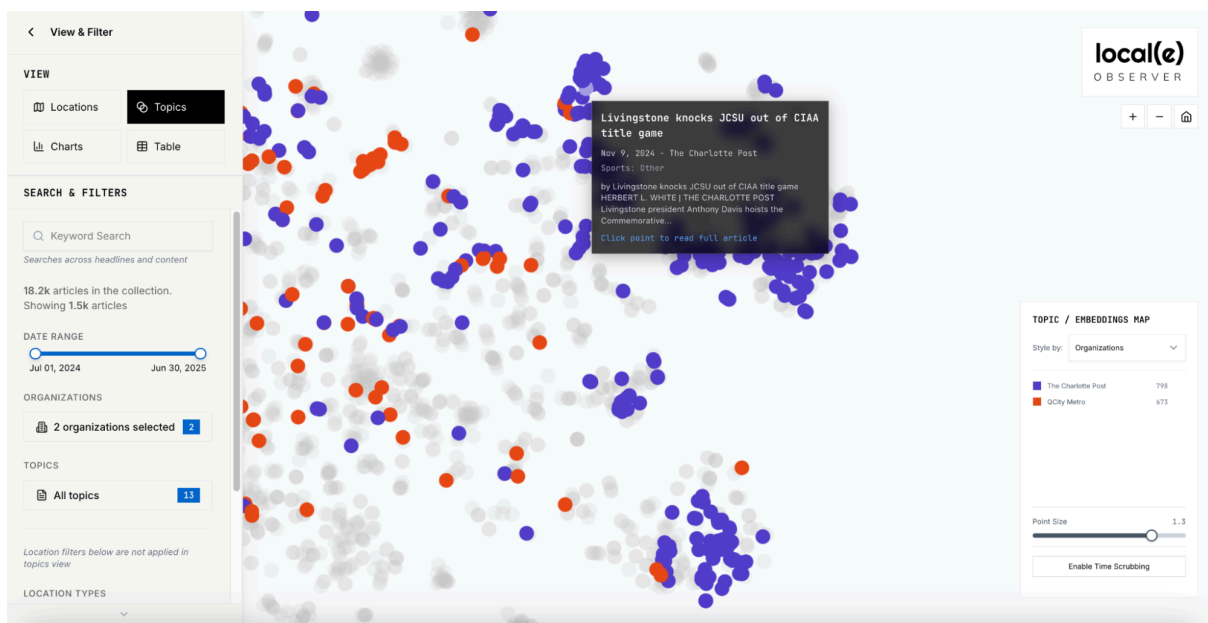 View & Filter
VIEW
Locations
Topics
Charts
Table
SEARCH & FILTERS
Keyword Search
Searches across headlines and content
18.2k articles in the collection.
Showing 1.5k articles
DATE RANGE
Jul 01, 2024
Jun 30, 2025
ORGANIZATIONS
2 organizations selected 2
TOPICS
All topics 13
Location filters below are not applied in
topics view
LOCATION TYPES
Livingstone knocks JCSU out of CIAA
title game
Nov 9, 2024 - The Charlotte Post
Sports: Other
by Livingstone knocks JCSU out of CIAA title game
HERBERT L. WHITE | THE CHARLOTTE POST
Livingstone president Anthony Davis hoists the
Commemorative...
Click point to read full article
local(e)
OBSERVER
+ −
TOPIC / EMBEDDINGS MAP
Style by: Organizations
The Charlotte Post 798
QCity Metro 673
Point Size 1.3
Enable Time Scrubbing